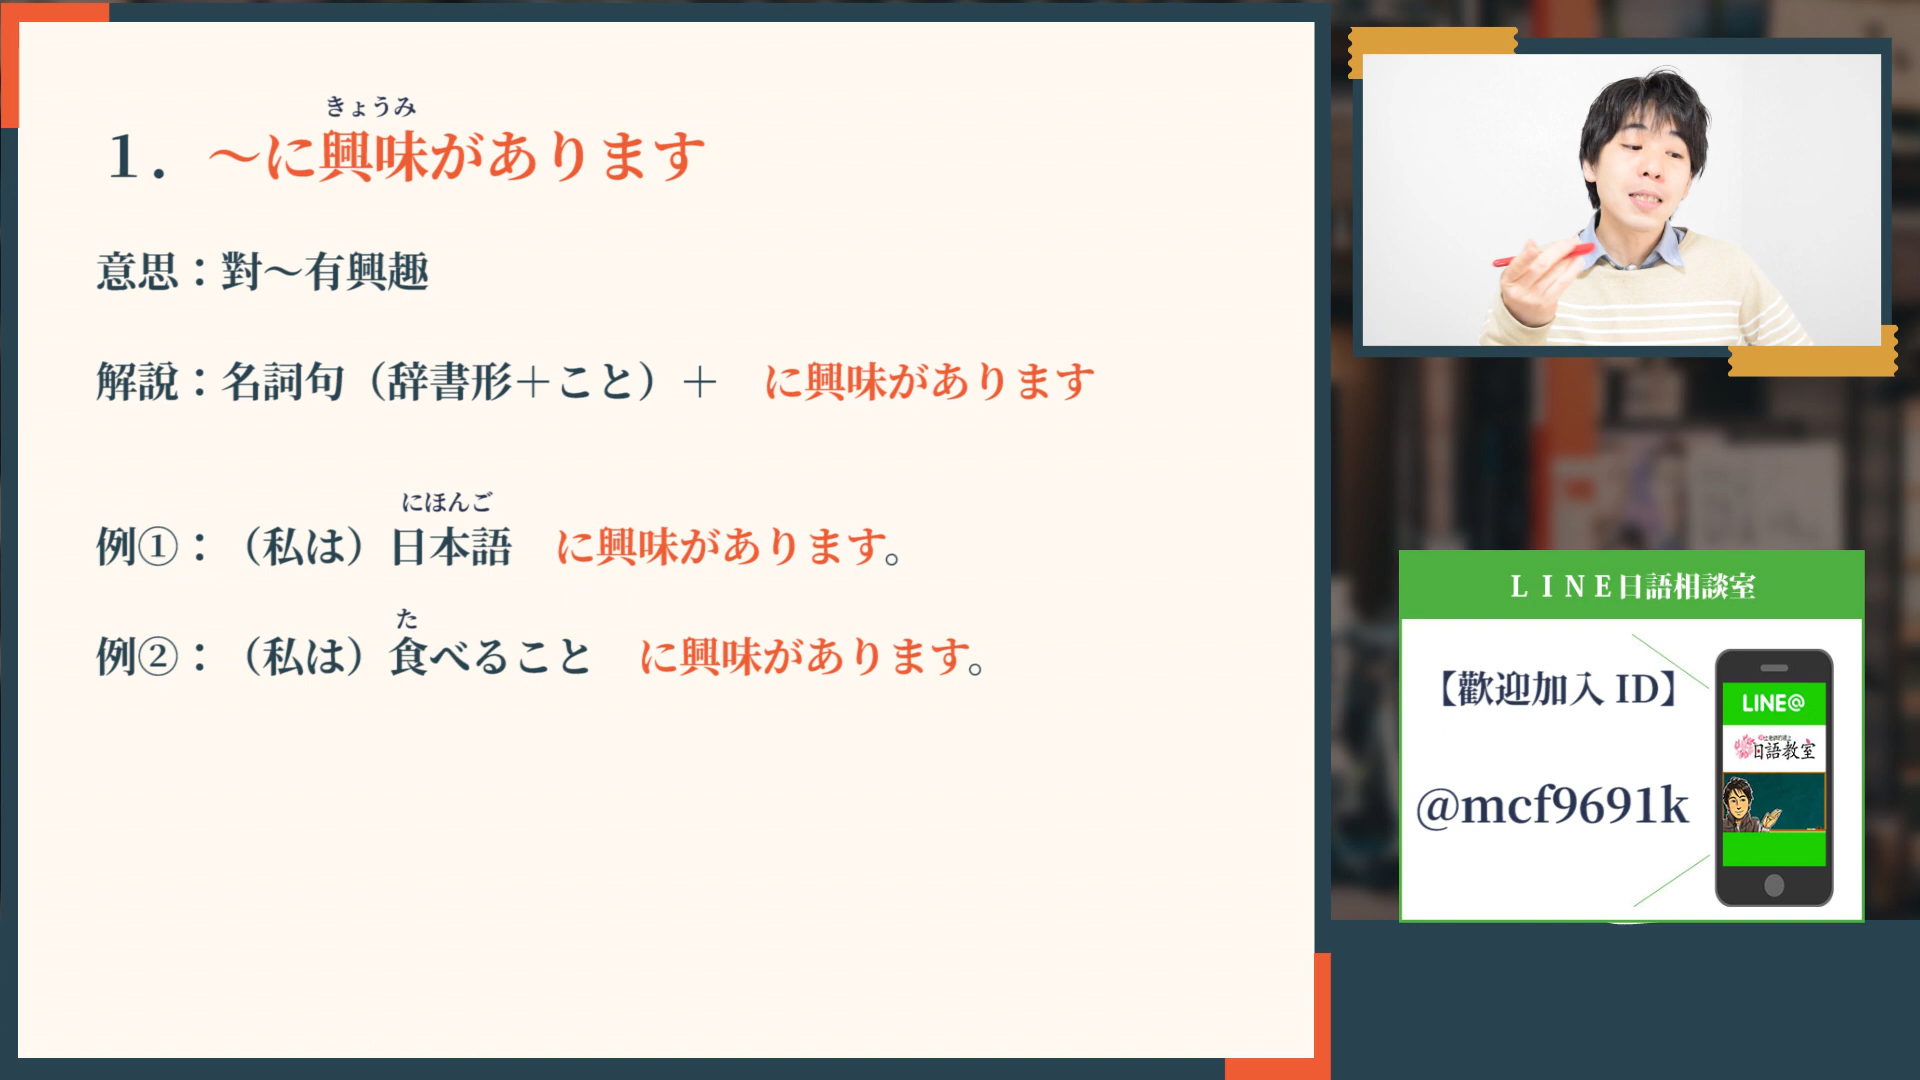 きょうみ
1. ～に興味があります
意思：對～有興趣
解說：名詞句（辞書形＋こと）＋　に興味があります
にほんご
例①：（私は）日本語　に興味があります。
た
例②：（私は）食べること　に興味があります。
ＬＩＮＥ日語相談室
【歡迎加入 ID】
@mcf9691k
LINE@
日語教室